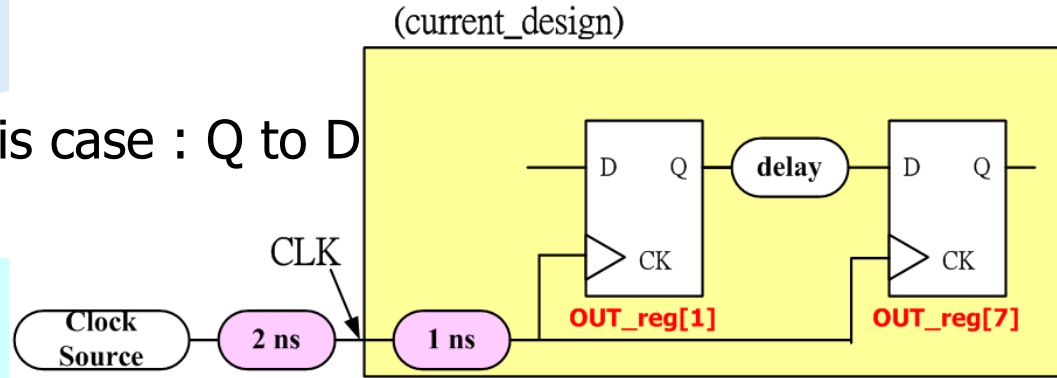 (current_design)
is case : Q to D
D Q delay D Q
CLK
CK CK
OUT_reg[1] OUT_reg[7]
Clock
Source
2 ns
1 ns